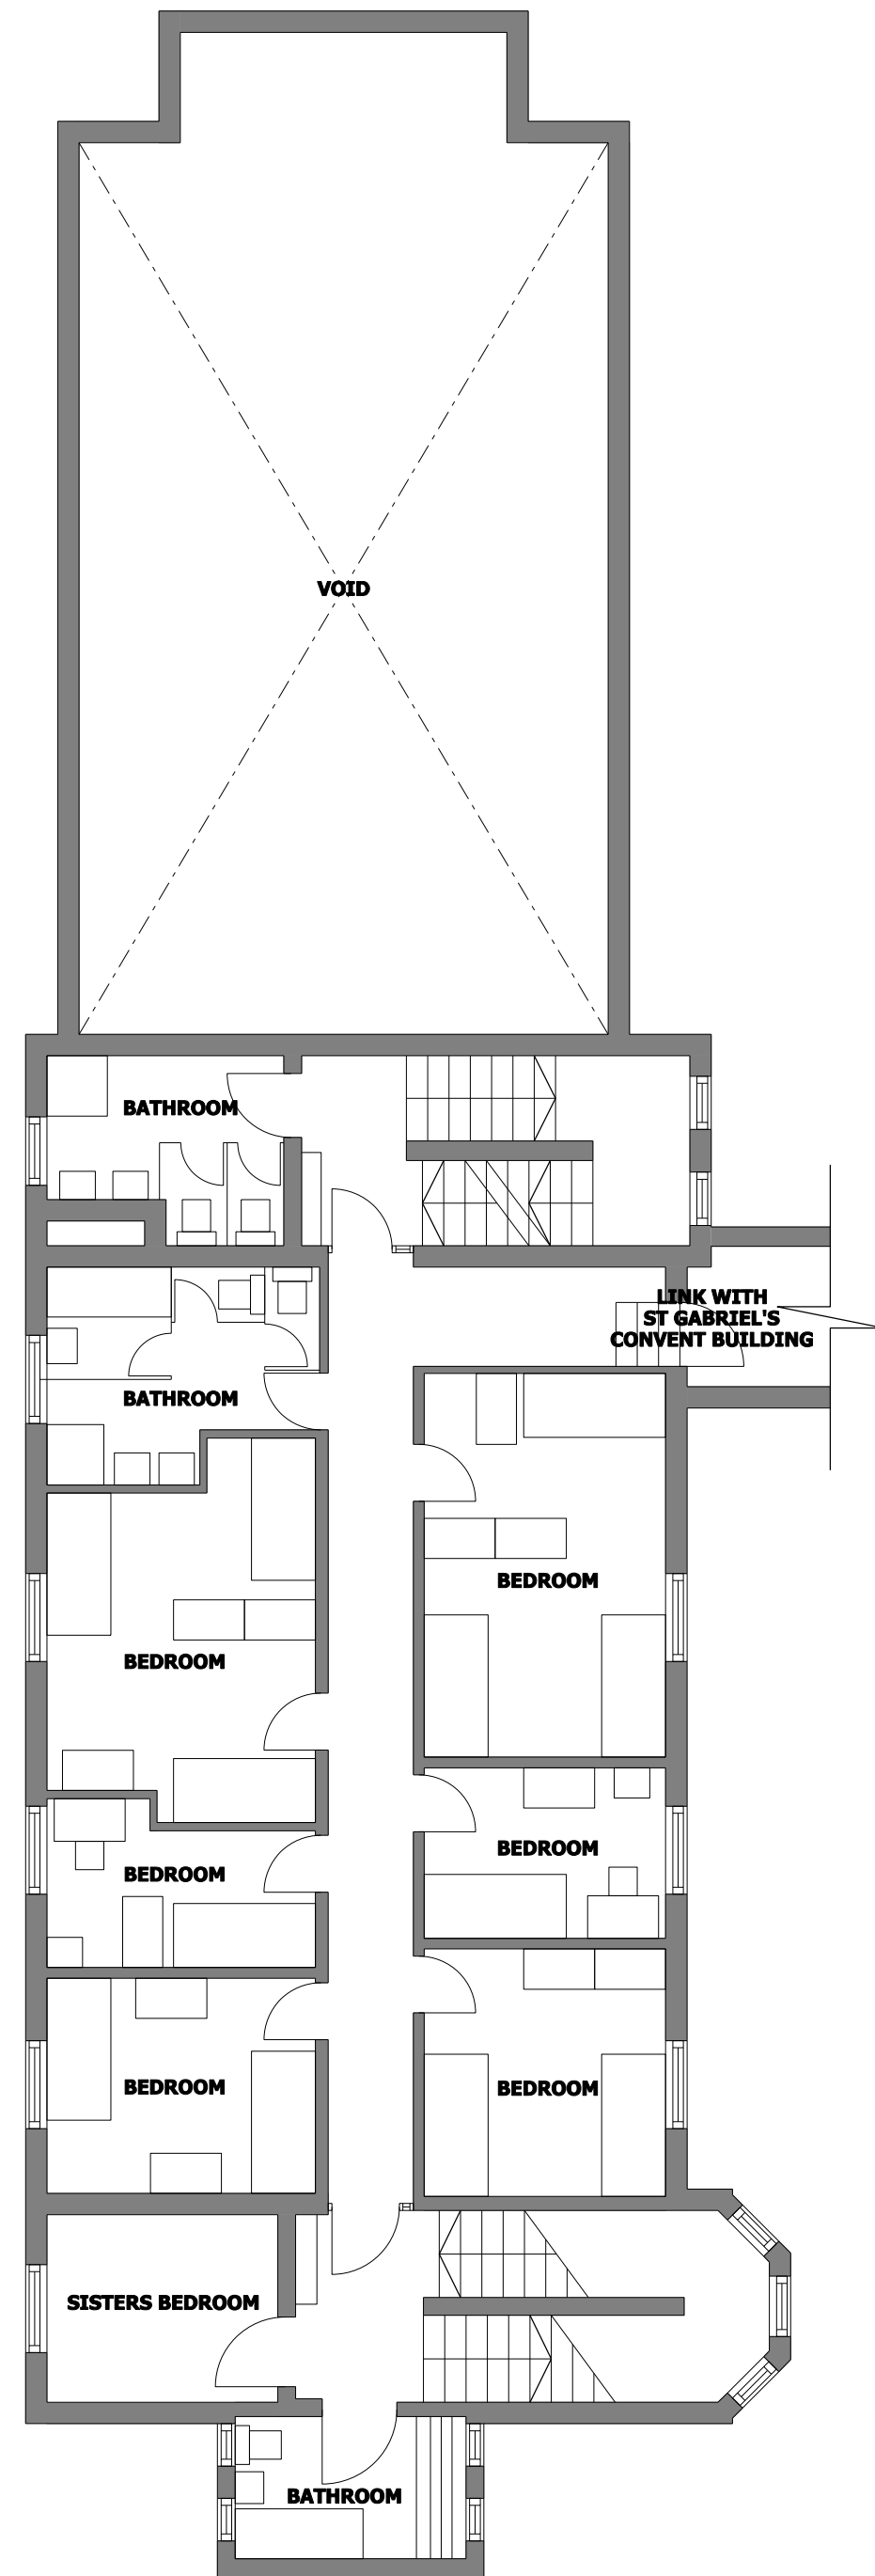 VOID
BATHROOM
LINK WITH
ST GABRIEL'S
CONVENT BUILDING
BATHROOM
BEDROOM
BEDROOM
BEDROOM
BEDROOM
BEDROOM
BEDROOM
SISTERS BEDROOM
BATHROOM